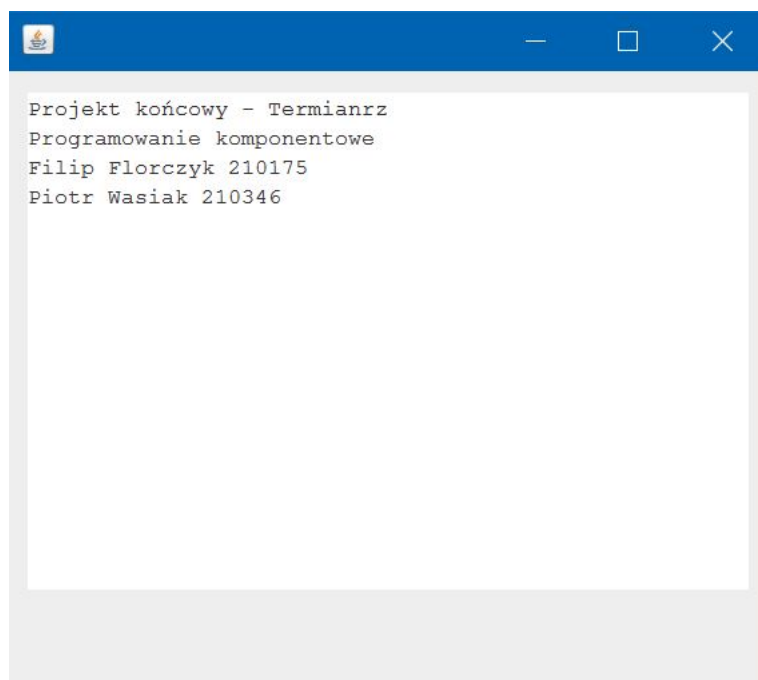 Projekt końcowy - Termianrz
Programowanie komponentowe
Filip Florczyk 210175
Piotr Wasiak 210346